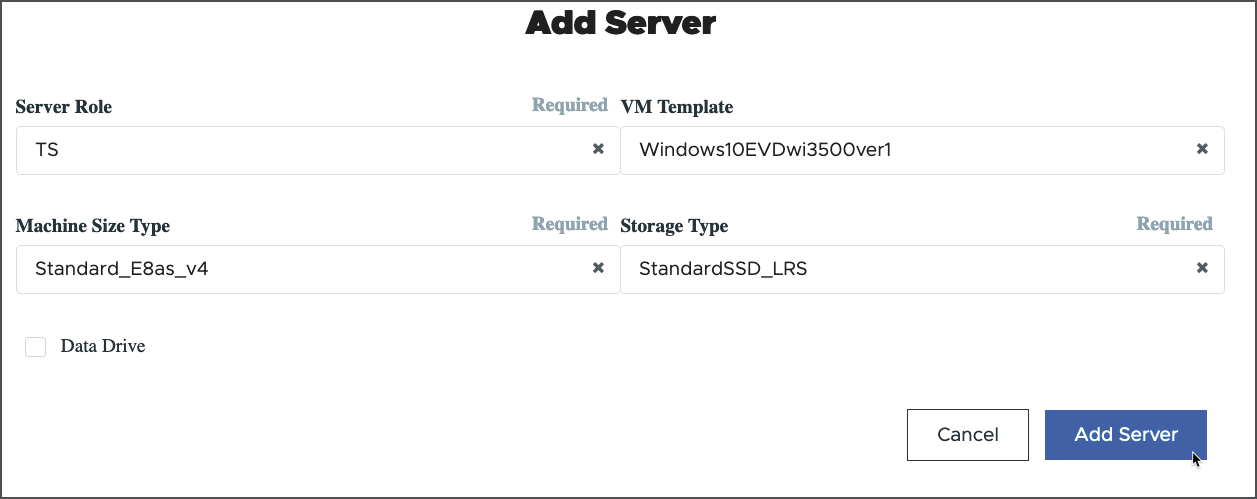 Add Server
Server Role Required VM Template
TS ✖ Windows10EVDwi3500ver1 ✖
Machine Size Type Required Storage Type Required
Standard_E8as_v4 ✖ StandardSSD_LRS ✖
Data Drive
Cancel Add Server